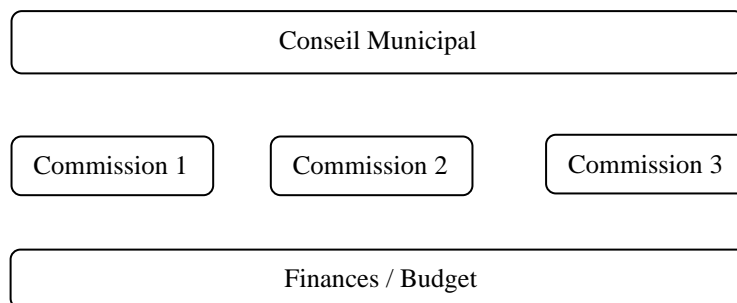 Conseil Municipal
Commission 1 Commission 2 Commission 3
Finances / Budget